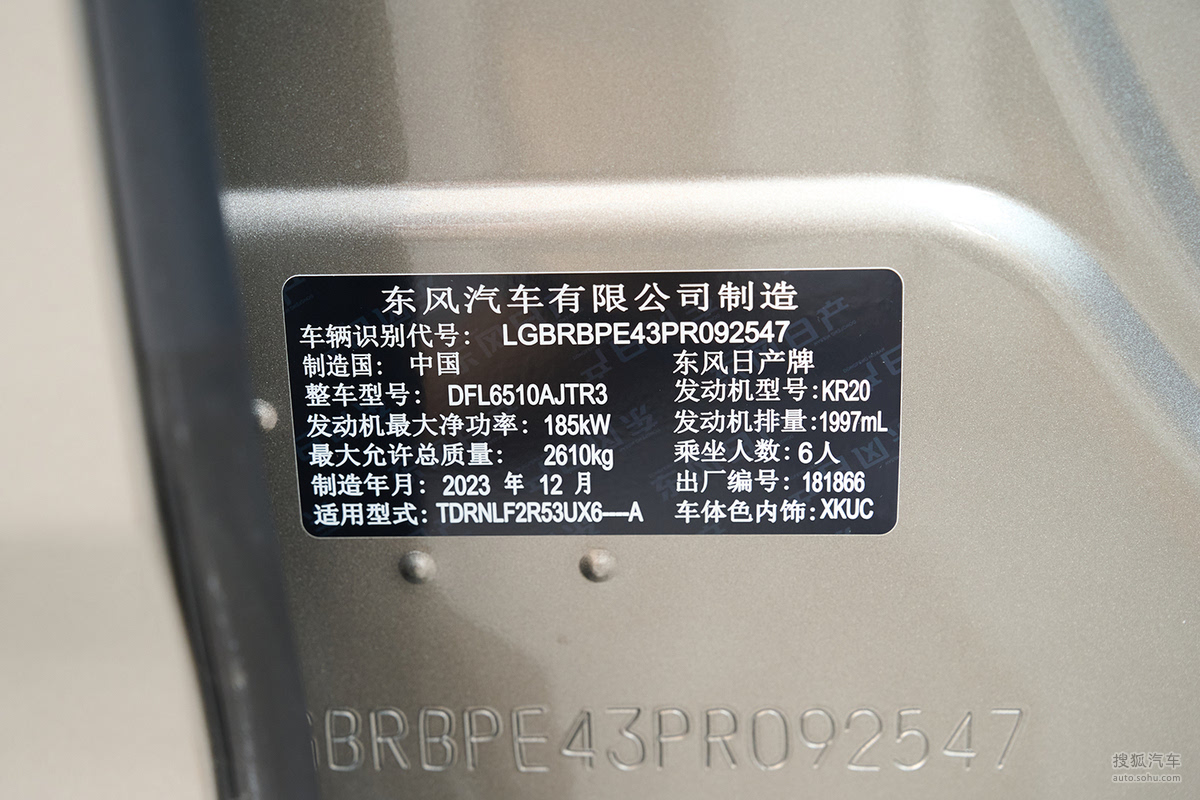 东风汽车有限公司制造
车辆识别代号： LGBRBPE43PR092547
制造国： 中国 东风日产牌
整车型号： DFL6510AJTR3 发动机型号:KR20
发动机最大净功率: 185kW 发动机排量:1997mL
最大允许总质量: 2610kg 乘坐人数: 6人
制造年月: 2023 年 12 月 出厂编号: 181866
适用型式: TDRNLF2R53UX6----A 车体色内饰:XKUC
GBRBPE43PR092547
搜狐汽车
auto.sohu.com